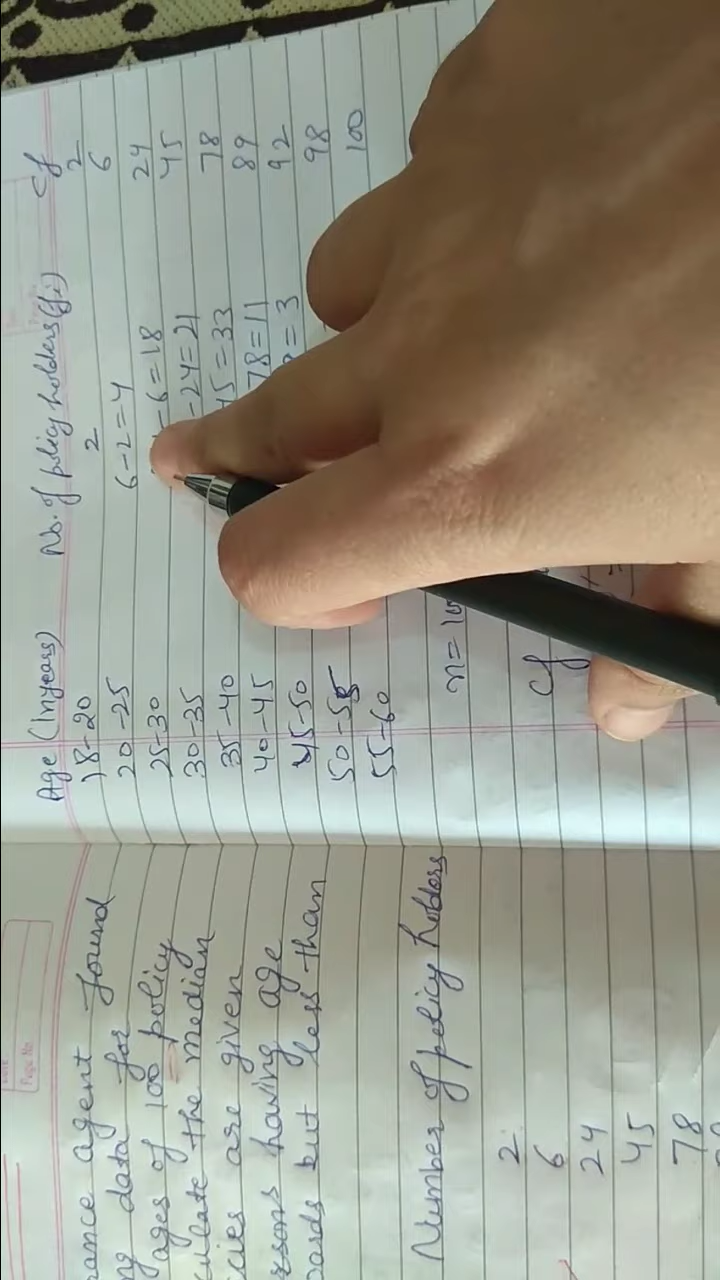 Age (in years) No. of policy holders (fi) cf
18-20 2 2
20-25 6-2=4 6
25-30 -6=18 24
30-35 -24=21 45
35-40 45=33 78
40-45 78=11 89
45-50 =3 92
50-55 98
55-60 100
n=10
cf
ance agent found
ng data for
ages of 100 policy
culate the median
cies are given
rsons having age
wards but less than
Number of policy holders
2
6
24
45
78
Page No.